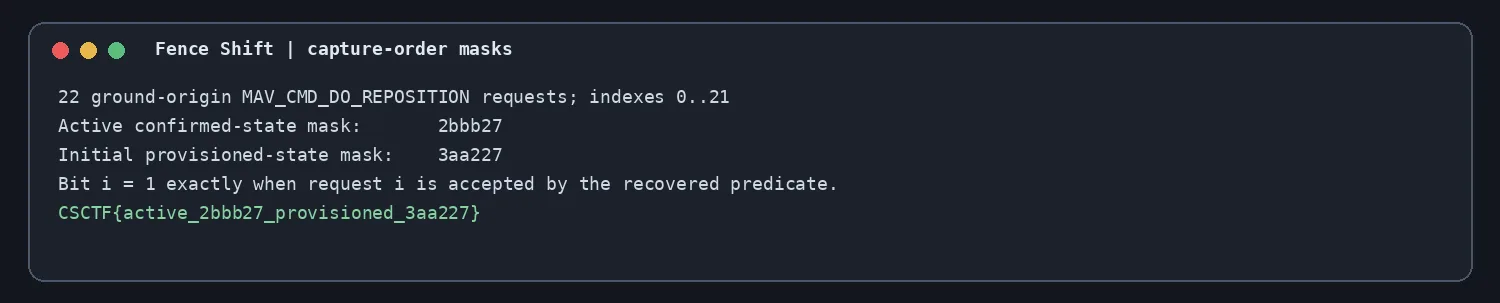 Fence Shift | capture-order masks
22 ground-origin MAV_CMD_DO_REPOSITION requests; indexes 0..21
Active confirmed-state mask:       2bbb27
Initial provisioned-state mask:    3aa227
Bit i = 1 exactly when request i is accepted by the recovered predicate.
CSCTF{active_2bbb27_provisioned_3aa227}